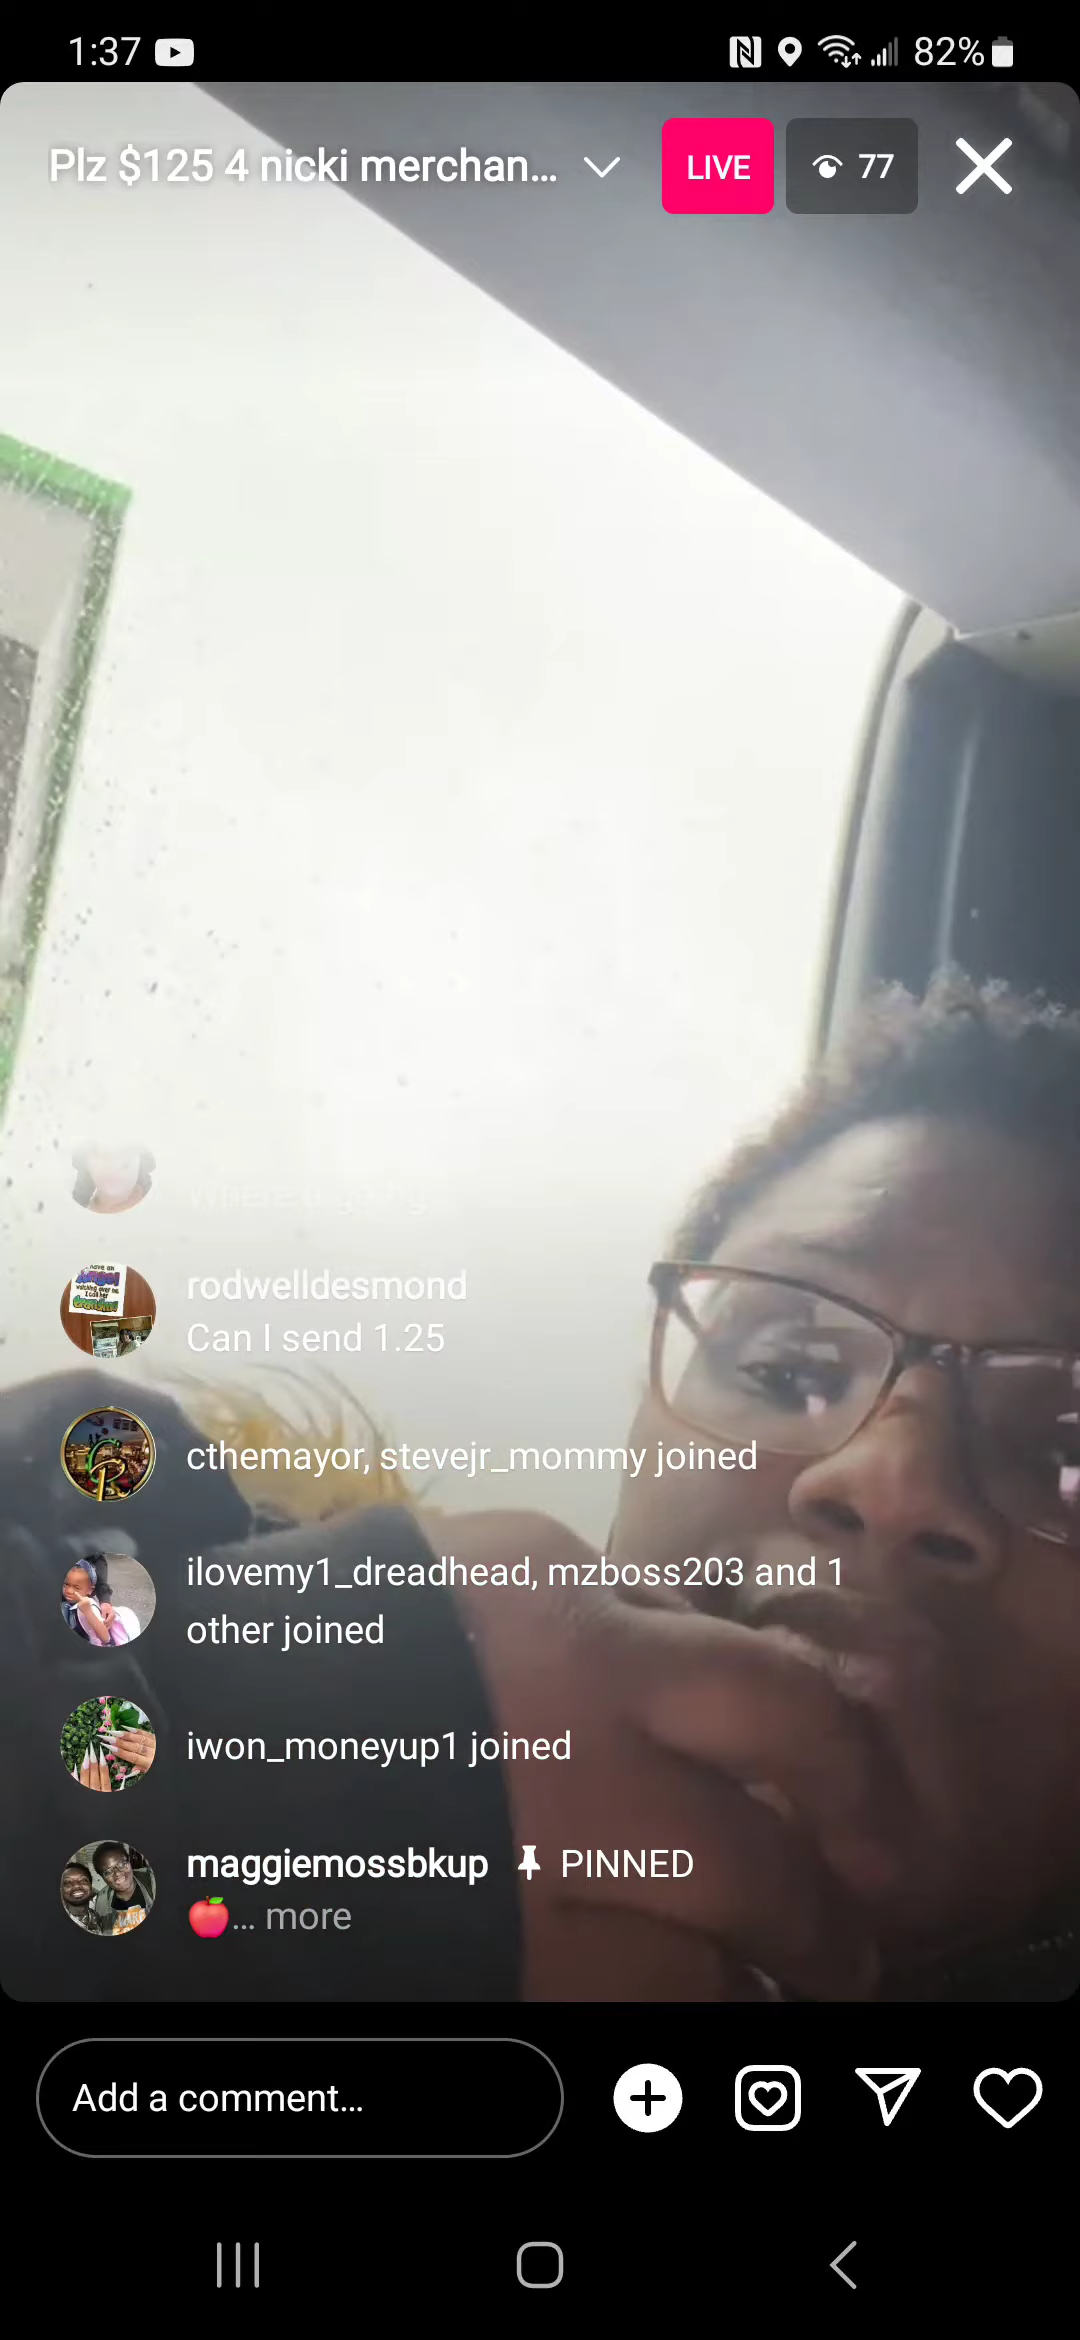 1:37
82%
Plz $125 4 nicki merchan...
LIVE
77
rodwelldesmond
Can I send 1.25
cthemayor, stevejr_mommy joined
ilovemy1_dreadhead, mzboss203 and 1
other joined
iwon_moneyup1 joined
maggiemossbkup PINNED
🍎... more
Add a comment...